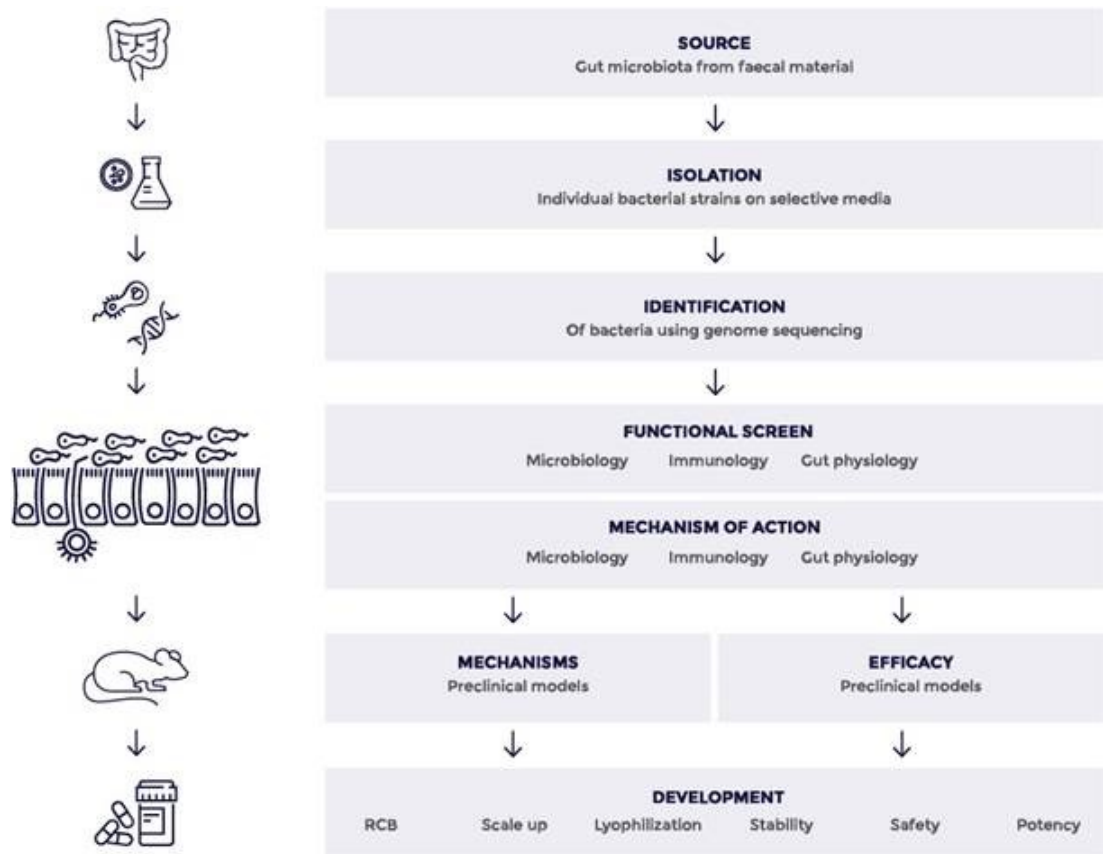 SOURCE
Gut microbiota from faecal material
ISOLATION
Individual bacterial strains on selective media
IDENTIFICATION
Of bacteria using genome sequencing
FUNCTIONAL SCREEN
Microbiology Immunology Gut physiology
MECHANISM OF ACTION
Microbiology Immunology Gut physiology
MECHANISMS
Preclinical models
EFFICACY
Preclinical models
DEVELOPMENT
RCB Scale up Lyophilization Stability Safety Potency